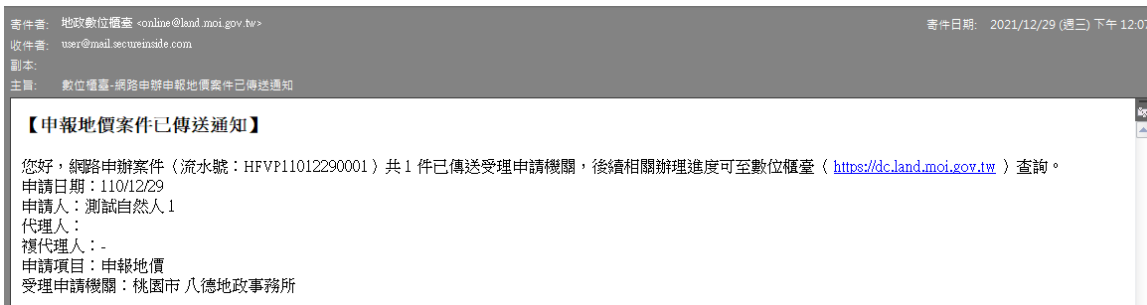 寄件者: 地政數位櫃臺 <online@land.moi.gov.tw> 寄件日期: 2021/12/29 (週三) 下午 12:07
收件者: user@mail.secureinside.com
副本:
主旨: 數位櫃臺-網路申辦申報地價案件已傳送通知
【申報地價案件已傳送通知】
您好，網路申辦案件（流水號：HFVP11012290001）共 1 件已傳送受理申請機關，後續相關辦理進度可至數位櫃臺（ https://dc.land.moi.gov.tw ）查詢。
申請日期：110/12/29
申請人：測試自然人 1
代理人：
複代理人：-
申請項目：申報地價
受理申請機關：桃園市 八德地政事務所